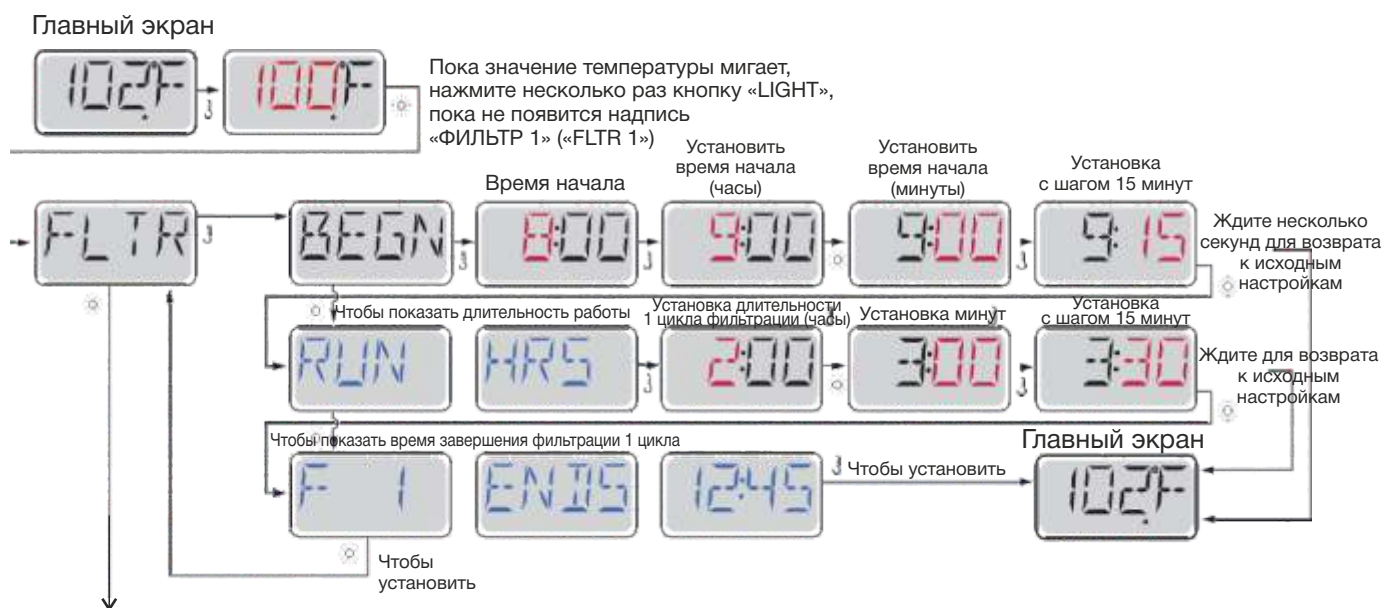 Главный экран
102°F
100°F
Пока значение температуры мигает,
нажмите несколько раз кнопку «LIGHT»,
пока не появится надпись
«ФИЛЬТР 1» («FLTR 1»)
FLTR
BEGN
Время начала
8:00
Установить
время начала
(часы)
9:00
Установить
время начала
(минуты)
9:00
Установка
с шагом 15 минут
9:15
Ждите несколько
секунд для возврата
к исходным
настройкам
Чтобы показать длительность работы
RUN
HRS
Установка длительности
1 цикла фильтрации (часы)
2:00
Установка минут
3:00
Установка
с шагом 15 минут
3:30
Ждите для возврата
к исходным
настройкам
Чтобы показать время завершения фильтрации 1 цикла
F 1
ENDS
12:45
Чтобы установить
Главный экран
102°F
Чтобы
установить